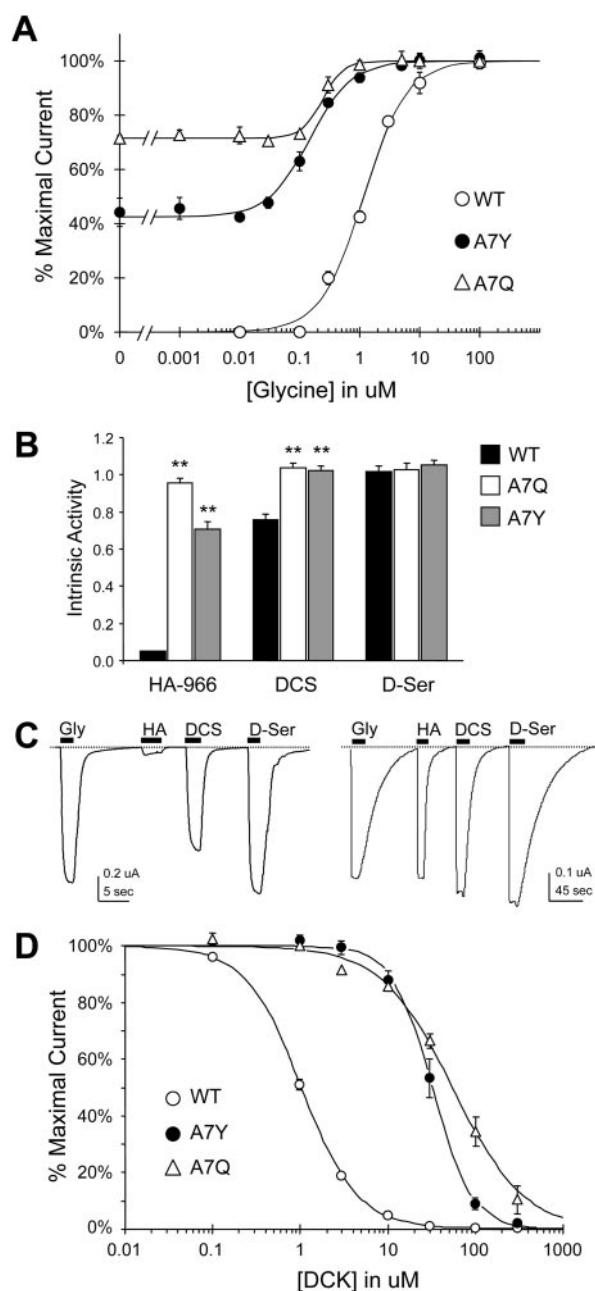 A
100%
80%
60%
40%
20%
0%
% Maximal Current
WT
A7Y
A7Q
0 0.001 0.01 0.1 1 10 100
[Glycine] in uM
B
1.2
1.0
0.8
0.6
0.4
0.2
0.0
Intrinsic Activity
**
**
** **
WT
A7Q
A7Y
HA-966 DCS D-Ser
C
Gly HA DCS D-Ser Gly HA DCS D-Ser
0.2 uA
5 sec
0.1 uA
45 sec
D
100%
80%
60%
40%
20%
0%
% Maximal Current
WT
A7Y
A7Q
0.01 0.1 1 10 100 1000
[DCK] in uM